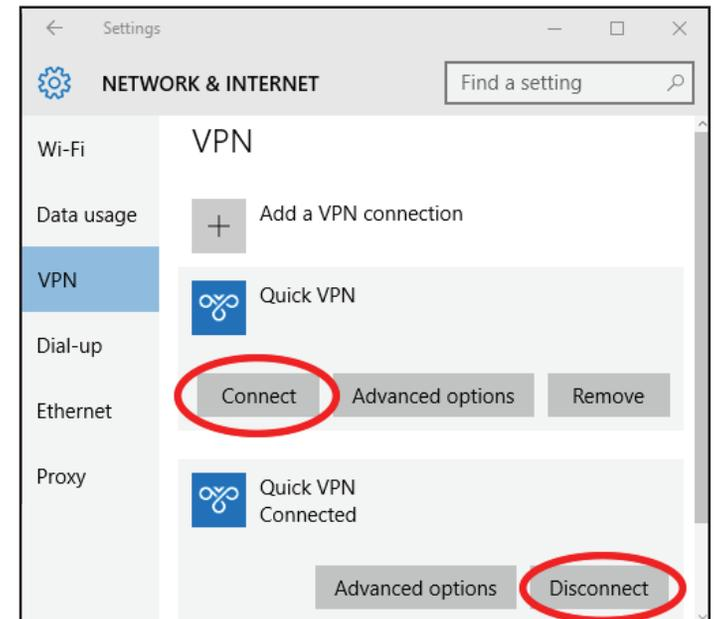 Settings
NETWORK & INTERNET
Find a setting
Wi-Fi
Data usage
VPN
Dial-up
Ethernet
Proxy
VPN
Add a VPN connection
Quick VPN
Connect Advanced options Remove
Quick VPN
Connected
Advanced options Disconnect